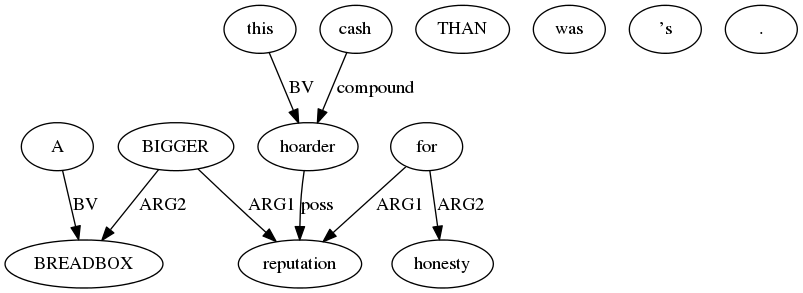 this cash THAN was ’s .
BV compound
A BIGGER hoarder for
BV ARG2 ARG1 poss ARG1 ARG2
BREADBOX reputation honesty